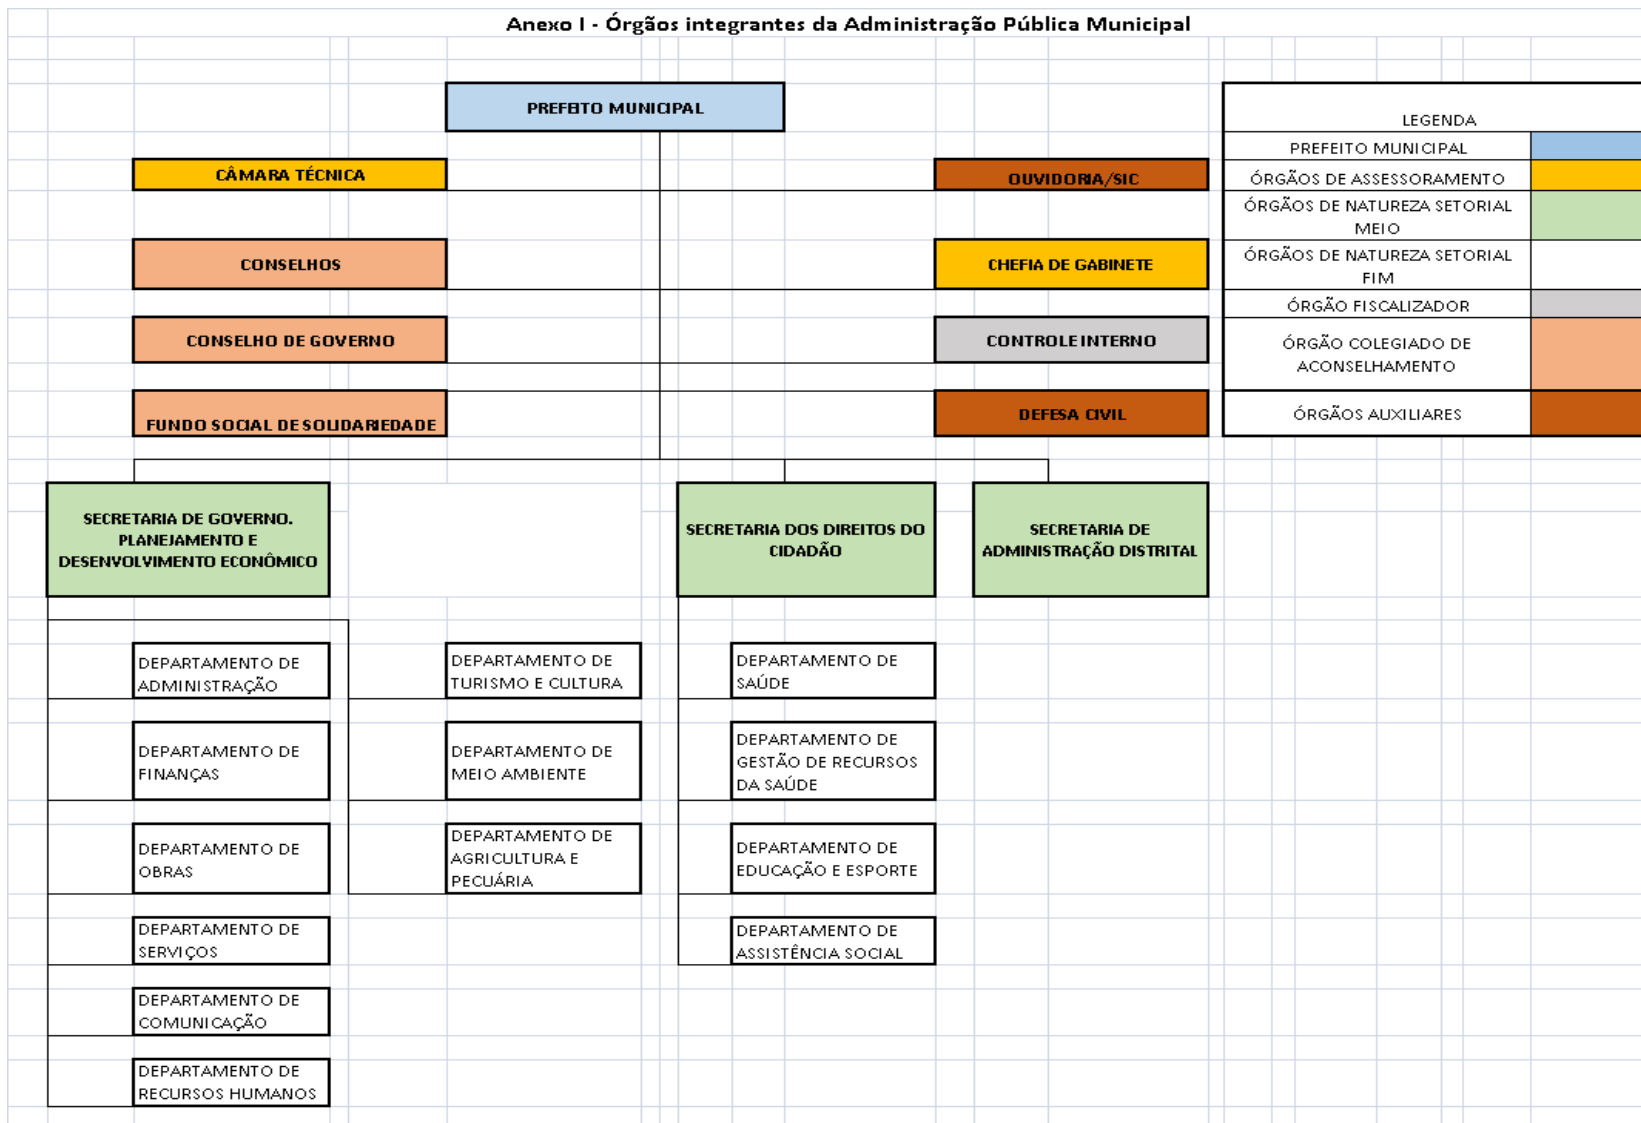 Anexo I - Órgãos integrantes da Administração Pública Municipal
PREFEITO MUNICIPAL
LEGENDA
PREFEITO MUNICIPAL
CÂMARA TÉCNICA
OUVIDORIA/SIC
ÓRGÃOS DE ASSESSORAMENTO
ÓRGÃOS DE NATUREZA SETORIAL
MEIO
CONSELHOS
CHEFIA DE GABINETE
ÓRGÃOS DE NATUREZA SETORIAL
FIM
ÓRGÃO FISCALIZADOR
CONSELHO DE GOVERNO
CONTROLE INTERNO
ÓRGÃO COLEGIADO DE
ACONSELHAMENTO
FUNDO SOCIAL DE SOLIDARIEDADE
DEFESA CIVIL
ÓRGÃOS AUXILIARES
SECRETARIA DE GOVERNO.
PLANEJAMENTO E
DESENVOLVIMENTO ECONÔMICO
SECRETARIA DOS DIREITOS DO
CIDADÃO
SECRETARIA DE
ADMINISTRAÇÃO DISTRITAL
DEPARTAMENTO DE
ADMINISTRAÇÃO
DEPARTAMENTO DE
TURISMO E CULTURA
DEPARTAMENTO DE
SAÚDE
DEPARTAMENTO DE
FINANÇAS
DEPARTAMENTO DE
MEIO AMBIENTE
DEPARTAMENTO DE
GESTÃO DE RECURSOS
DA SAÚDE
DEPARTAMENTO DE
OBRAS
DEPARTAMENTO DE
AGRICULTURA E
PECUÁRIA
DEPARTAMENTO DE
EDUCAÇÃO E ESPORTE
DEPARTAMENTO DE
SERVIÇOS
DEPARTAMENTO DE
ASSISTÊNCIA SOCIAL
DEPARTAMENTO DE
COMUNICAÇÃO
DEPARTAMENTO DE
RECURSOS HUMANOS